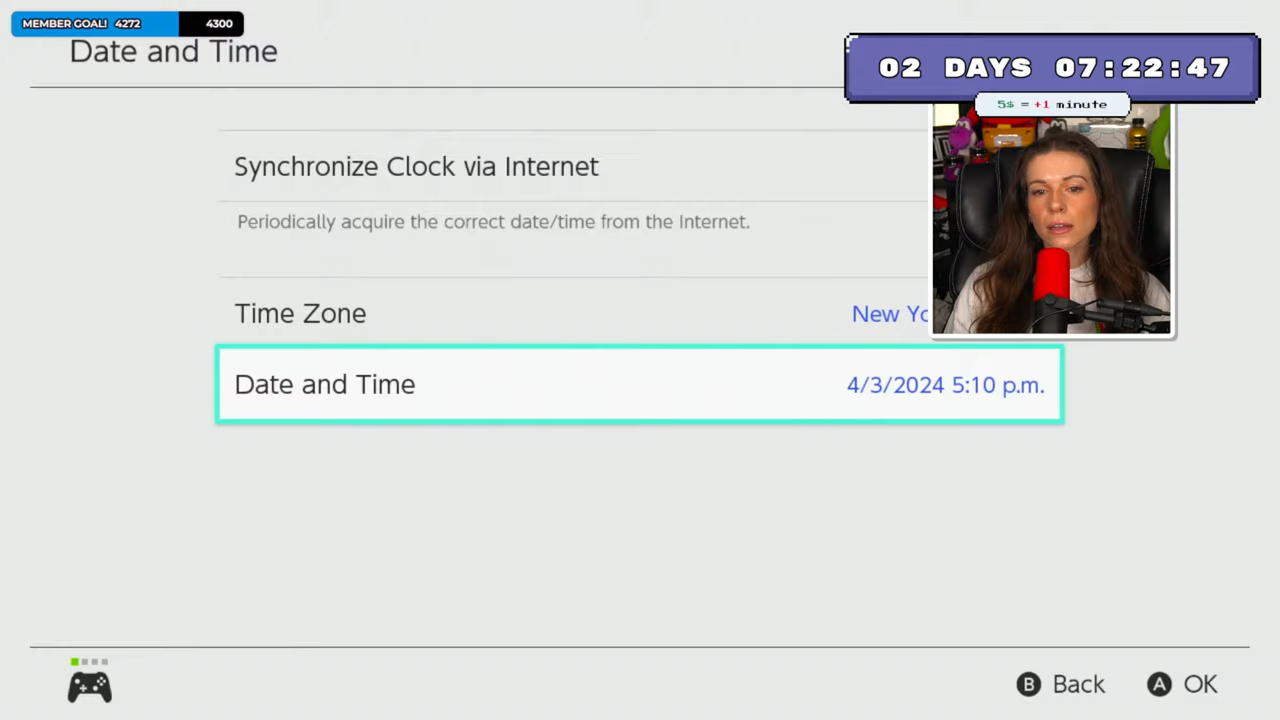 MEMBER GOAL! 4272 4300
Date and Time
02 DAYS 07:22:47
5$ = +1 minute
Synchronize Clock via Internet
Periodically acquire the correct date/time from the Internet.
Time Zone New Yo
Date and Time 4/3/2024 5:10 p.m.
B Back A OK